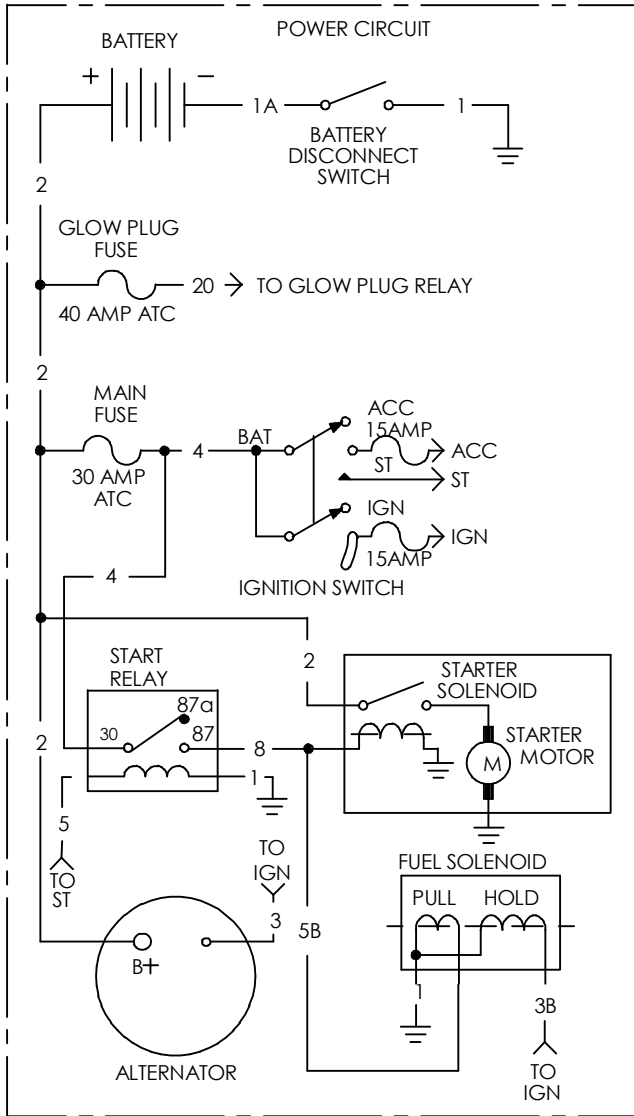 POWER CIRCUIT
BATTERY
+
−
1A
1
BATTERY
DISCONNECT
SWITCH
2
GLOW PLUG
FUSE
20
TO GLOW PLUG RELAY
40 AMP ATC
2
MAIN
FUSE
30 AMP
ATC
4
BAT
ACC
15AMP
ACC
ST
ST
IGN
IGN
15AMP
IGNITION SWITCH
4
2
START
RELAY
87a
30
87
8
1
STARTER
SOLENOID
STARTER
MOTOR
M
2
5
TO
ST
TO
IGN
3
5B
FUEL SOLENOID
PULL
HOLD
1
3B
TO
IGN
B+
ALTERNATOR